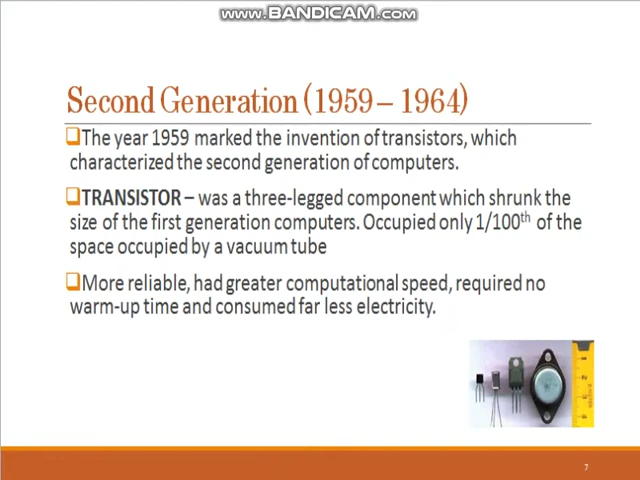 www.BANDICAM.com
Second Generation (1959 – 1964)
❑The year 1959 marked the invention of transistors, which
characterized the second generation of computers.
❑TRANSISTOR – was a three-legged component which shrunk the
size of the first generation computers. Occupied only 1/100th of the
space occupied by a vacuum tube
❑More reliable, had greater computational speed, required no
warm-up time and consumed far less electricity.
7